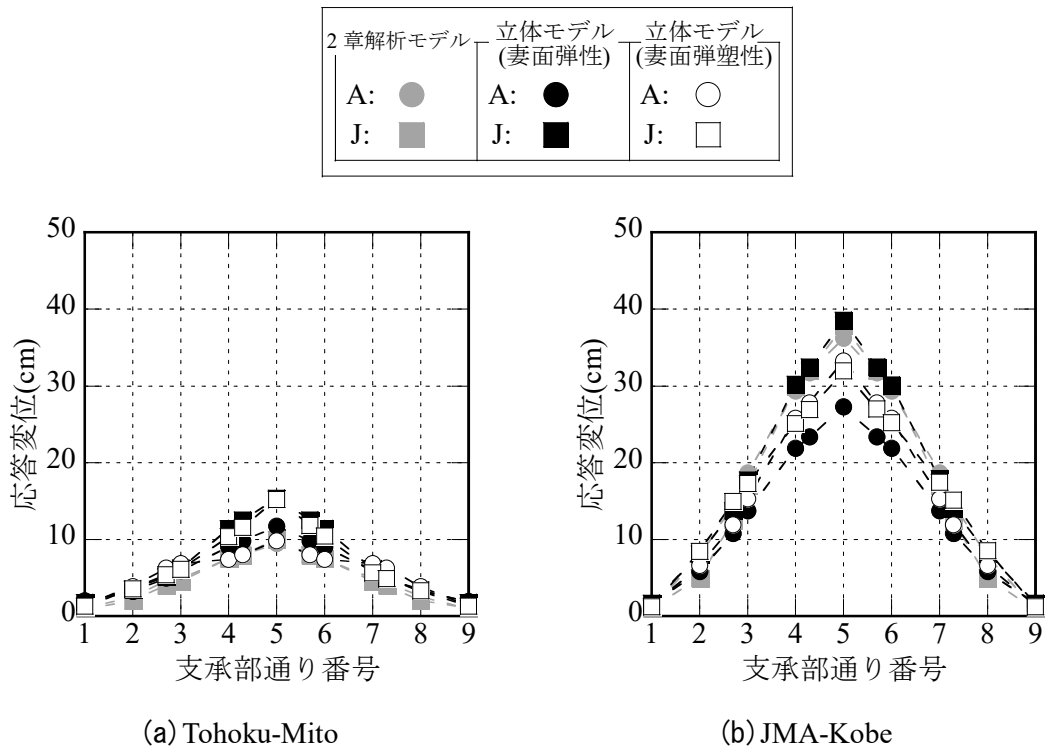 2 章解析モデル 立体モデル 立体モデル
(妻面弾性) (妻面弾塑性)
A: A: A:
J: J: J:
50
40
30
20
10
0
応答変位(cm)
1 2 3 4 5 6 7 8 9
支承部通り番号
(a) Tohoku-Mito
50
40
30
20
10
0
応答変位(cm)
1 2 3 4 5 6 7 8 9
支承部通り番号
(b) JMA-Kobe